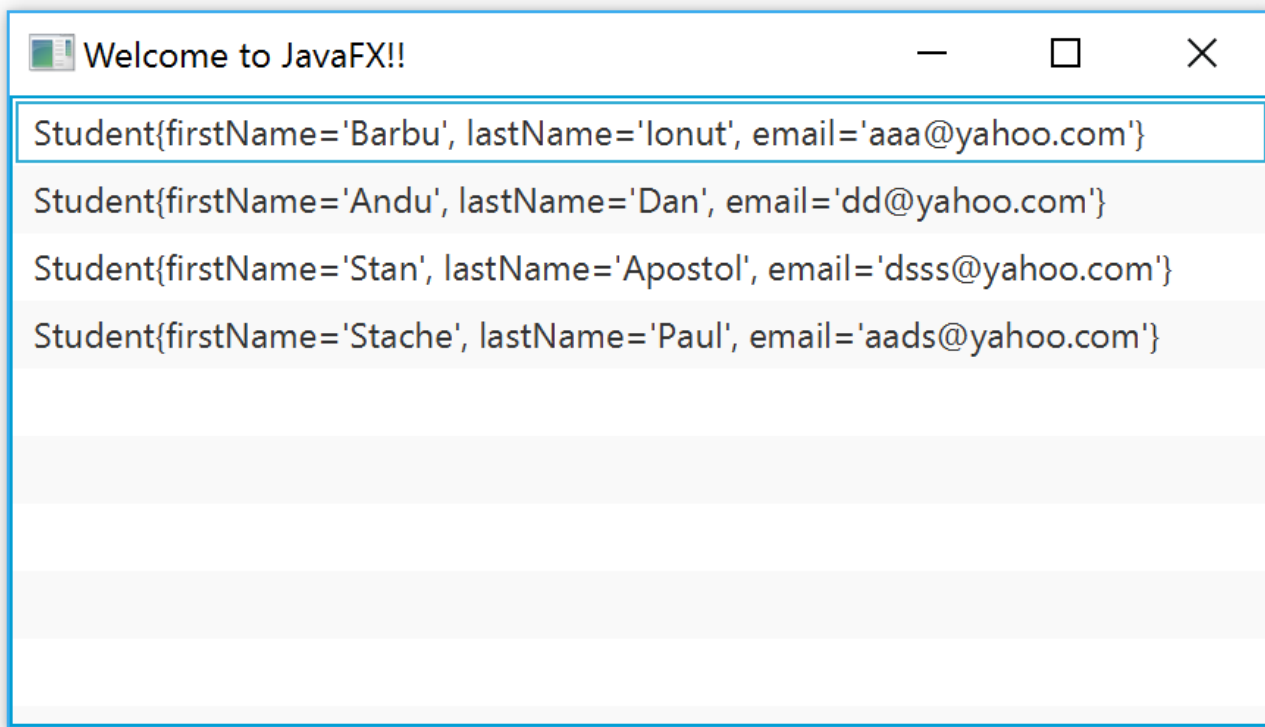 Welcome to JavaFX!!
Student{firstName='Barbu', lastName='Ionut', email='aaa@yahoo.com'}
Student{firstName='Andu', lastName='Dan', email='dd@yahoo.com'}
Student{firstName='Stan', lastName='Apostol', email='dsss@yahoo.com'}
Student{firstName='Stache', lastName='Paul', email='aads@yahoo.com'}